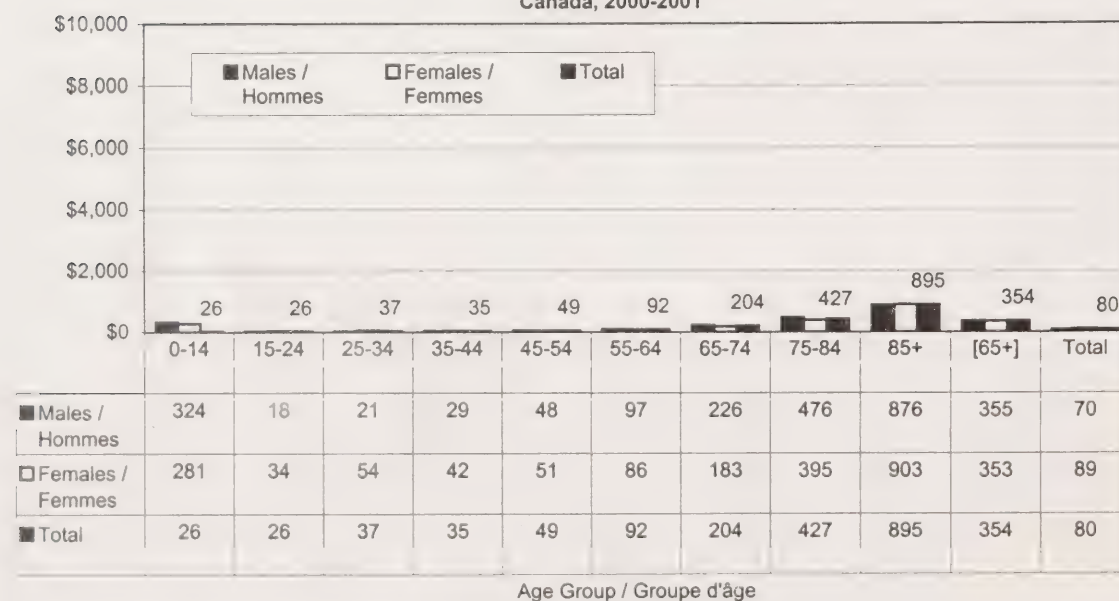 Canada, 2000-2001
$10,000
Males / Hommes Females / Femmes Total
$8,000
$6,000
$4,000
$2,000
$0
26 26 37 35 49 92 204 427 895 354 80
0-14 15-24 25-34 35-44 45-54 55-64 65-74 75-84 85+ [65+] Total
Males / Hommes 324 18 21 29 48 97 226 476 876 355 70
Females / Femmes 281 34 54 42 51 86 183 395 903 353 89
Total 26 26 37 35 49 92 204 427 895 354 80
Age Group / Groupe d'âge